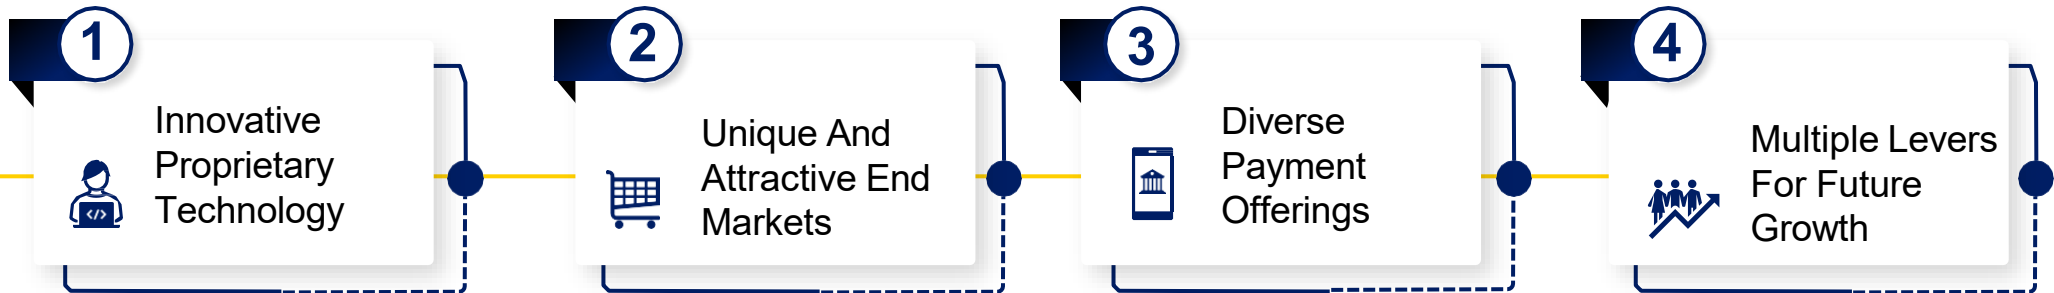 1
Innovative
Proprietary
Technology
2
Unique And
Attractive End
Markets
3
Diverse
Payment
Offerings
4
Multiple Levers
For Future
Growth